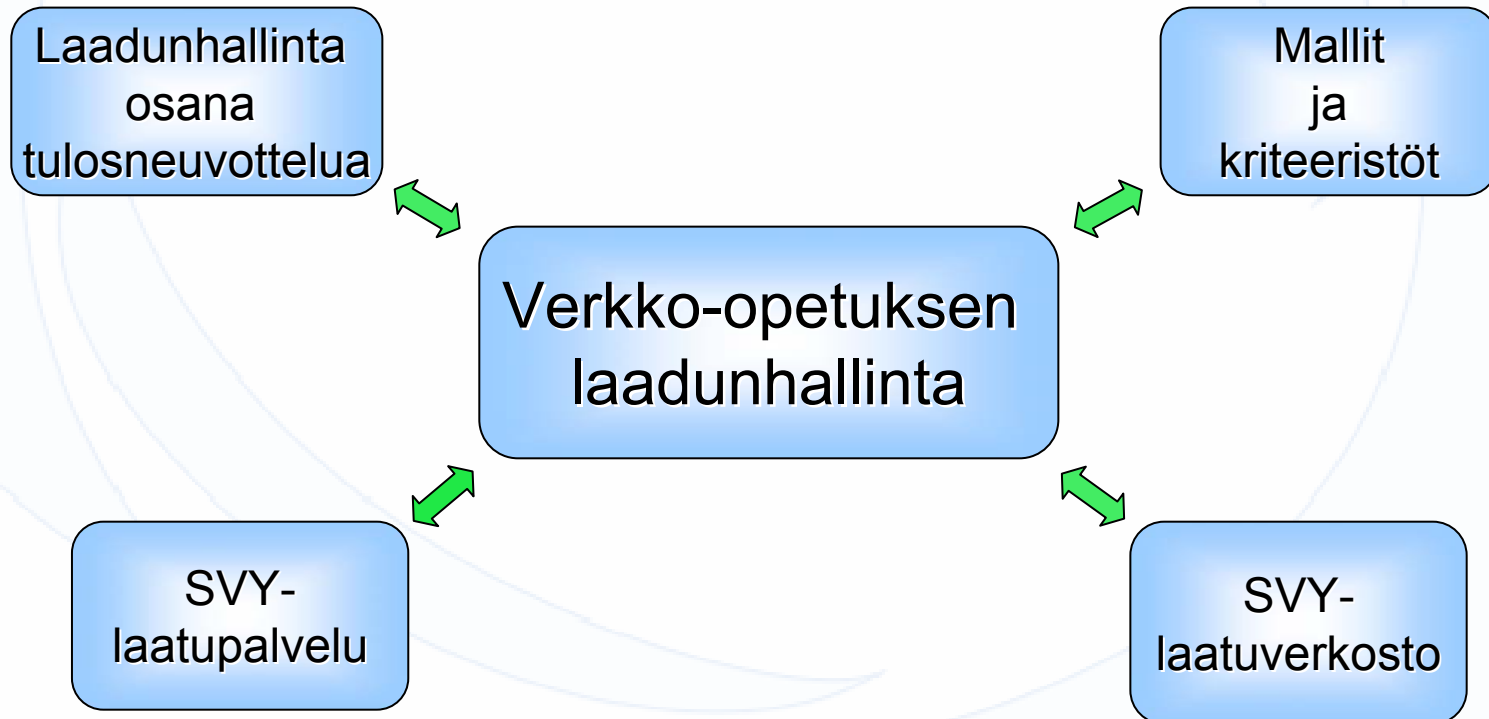 Laadunhallinta
osana
tulosneuvottelua
Mallit
ja
kriteeristöt
Verkko-opetuksen
laadunhallinta
SVY-
laatupalvelu
SVY-
laatuverkosto